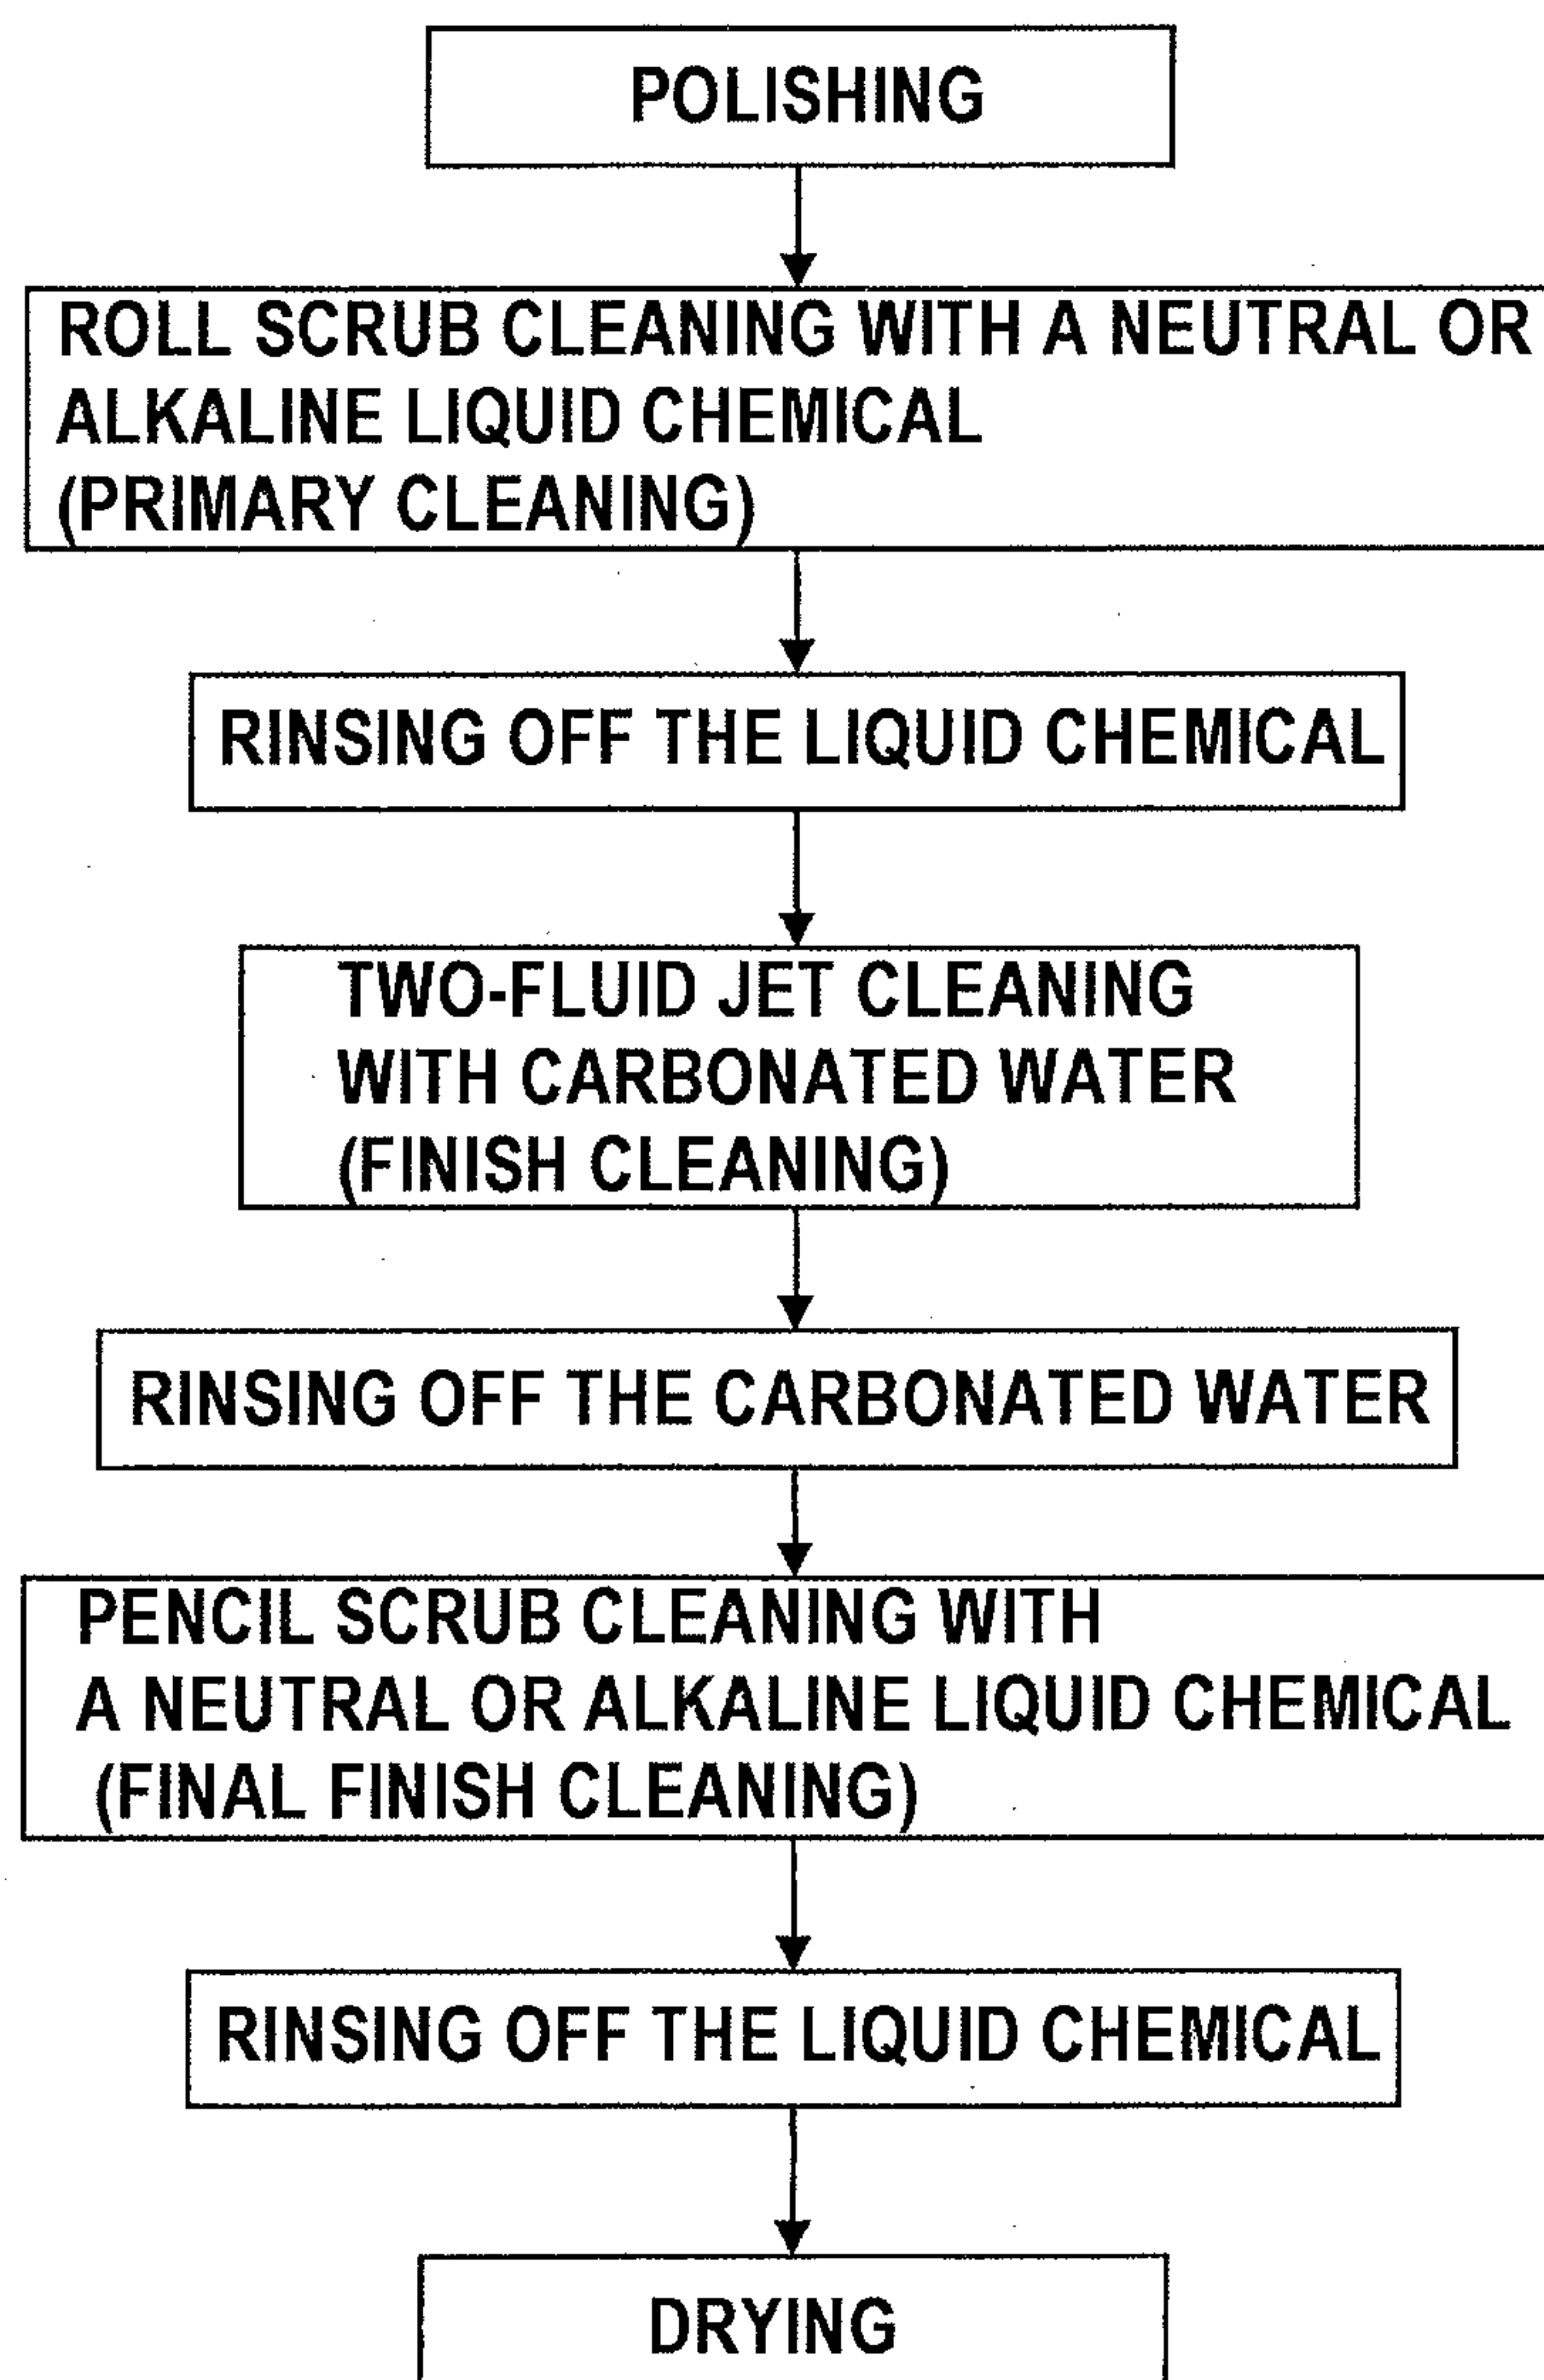 POLISHING
ROLL SCRUB CLEANING WITH A NEUTRAL OR
ALKALINE LIQUID CHEMICAL
(PRIMARY CLEANING)
RINSING OFF THE LIQUID CHEMICAL
TWO-FLUID JET CLEANING
WITH CARBONATED WATER
(FINISH CLEANING)
RINSING OFF THE CARBONATED WATER
PENCIL SCRUB CLEANING WITH
A NEUTRAL OR ALKALINE LIQUID CHEMICAL
(FINAL FINISH CLEANING)
RINSING OFF THE LIQUID CHEMICAL
DRYING